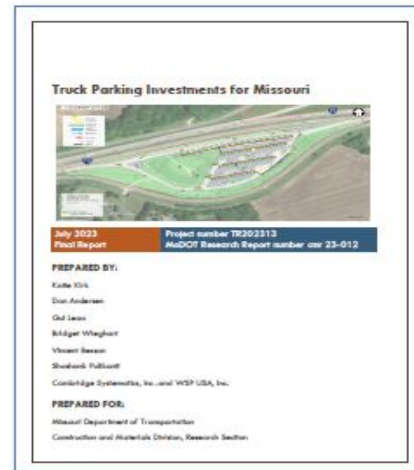 Truck Parking Investments for Missouri
July 2023
Final Report
Project number TR202313
MoDOT Research Report number cmr 23-012
PREPARED BY:
Katie Kirk
Dan Andersen
Bridget Wieghart
Vincent Besson
Cambridge Systematics, Inc. and WSP USA, Inc.
PREPARED FOR:
Missouri Department of Transportation
Construction and Materials Division, Research Section